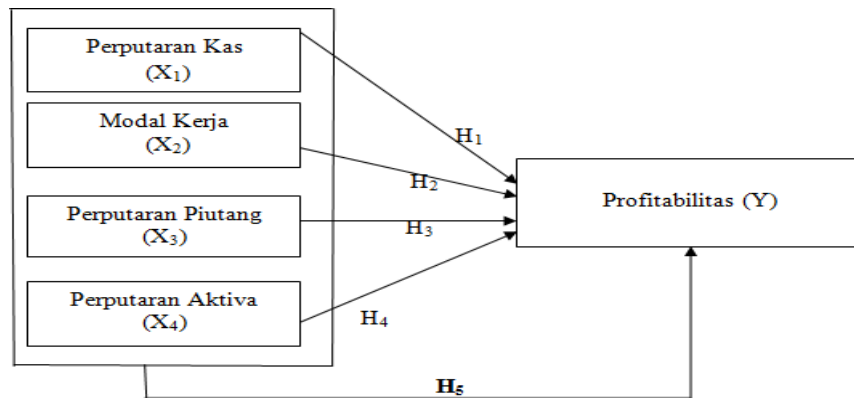 Perputaran Kas
(X₁)
Modal Kerja
(X₂)
Perputaran Piutang
(X₃)
Perputaran Aktiva
(X₄)
H₁
H₂
H₃
H₄
Profitabilitas (Y)
H₅